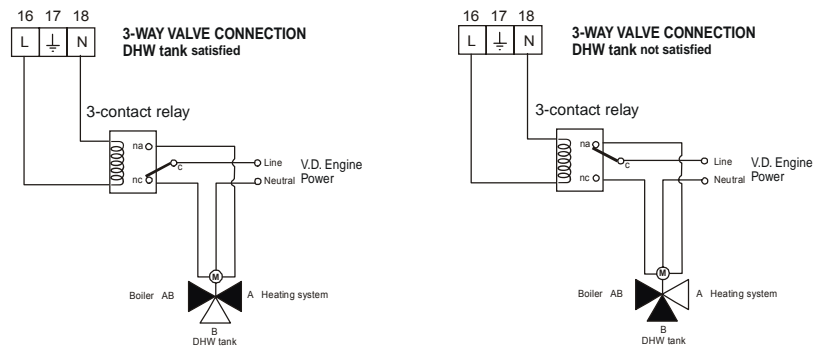 16 17 18
L N
3-WAY VALVE CONNECTION
DHW tank satisfied
3-contact relay
na
c
nc
Line
Neutral
V.D. Engine
Power
M
Boiler AB
A Heating system
B
DHW tank
16 17 18
L N
3-WAY VALVE CONNECTION
DHW tank not satisfied
3-contact relay
na
c
nc
Line
Neutral
V.D. Engine
Power
M
Boiler AB
A Heating system
B
DHW tank